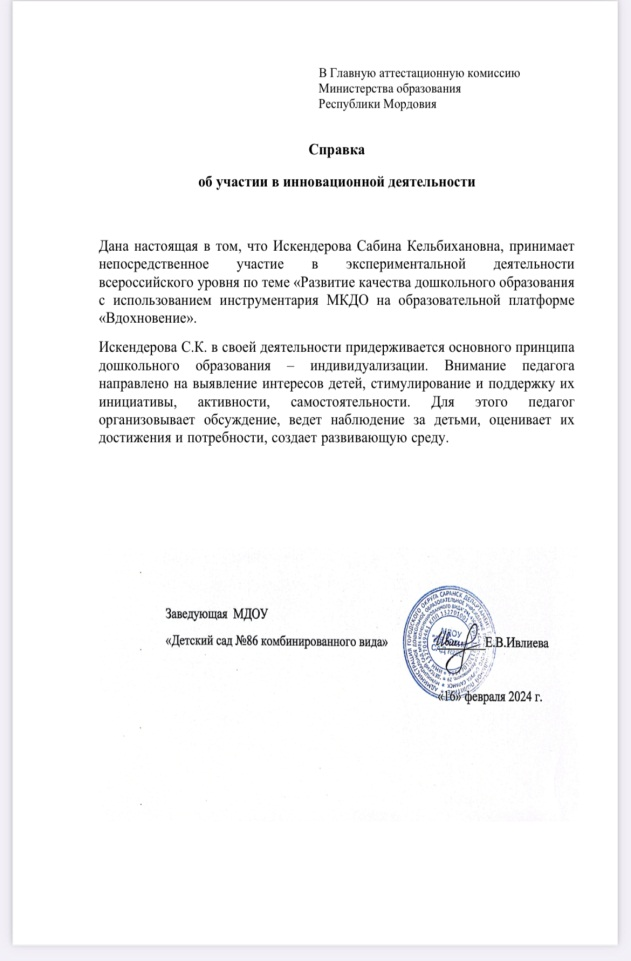 В Главную аттестационную комиссию
Министерства образования
Республики Мордовия
Справка
об участии в инновационной деятельности
Дана настоящая в том, что Искендерова Сабина Кельбихановна, принимает
непосредственное участие в экспериментальной деятельности
всероссийского уровня по теме «Развитие качества дошкольного образования
с использованием инструментария МКДО на образовательной платформе
«Вдохновение».
Искендерова С.К. в своей деятельности придерживается основного принципа
дошкольного образования – индивидуализации. Внимание педагога
направлено на выявление интересов детей, стимулирование и поддержку их
инициативы, активности, самостоятельности. Для этого педагог
организовывает обсуждение, ведет наблюдение за детьми, оценивает их
достижения и потребности, создает развивающую среду.
Заведующая МДОУ
«Детский сад №86 комбинированного вида» Е.В.Ивлиева
МДОУ
«16» февраля 2024 г.